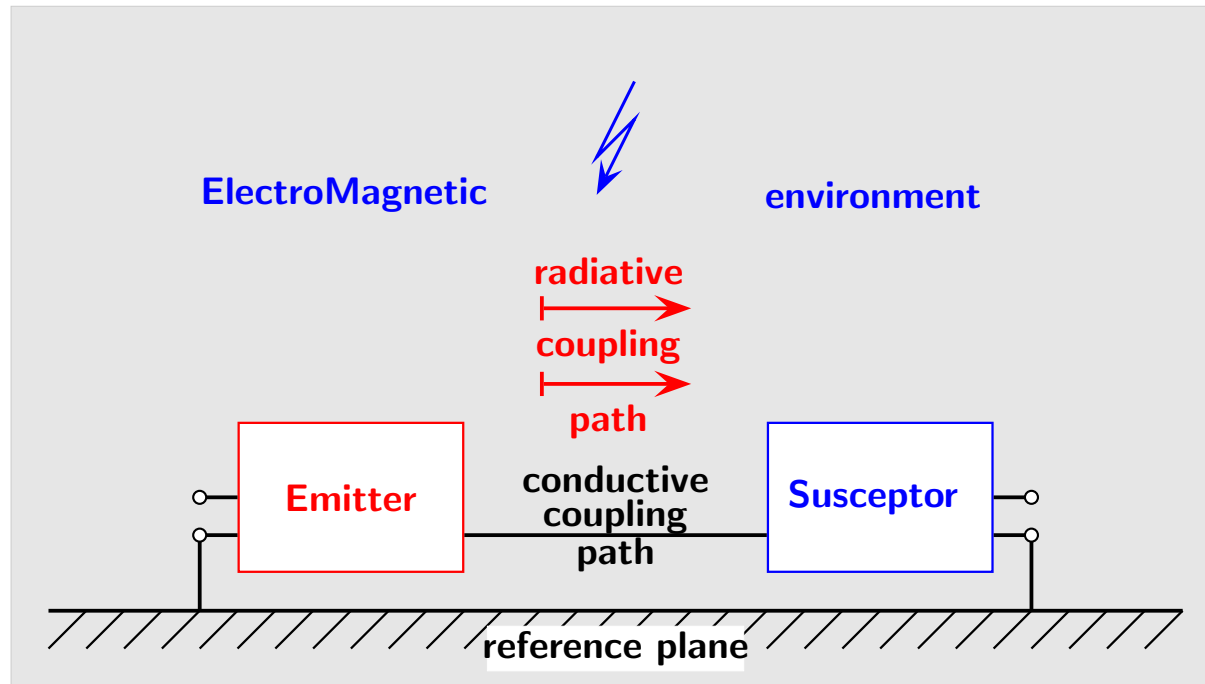 ElectroMagnetic
environment
radiative
coupling
path
conductive
coupling
path
Emitter
Susceptor
reference plane